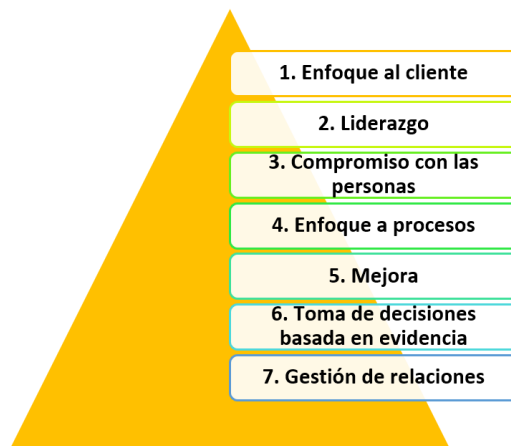 1. Enfoque al cliente
2. Liderazgo
3. Compromiso con las
personas
4. Enfoque a procesos
5. Mejora
6. Toma de decisiones
basada en evidencia
7. Gestión de relaciones